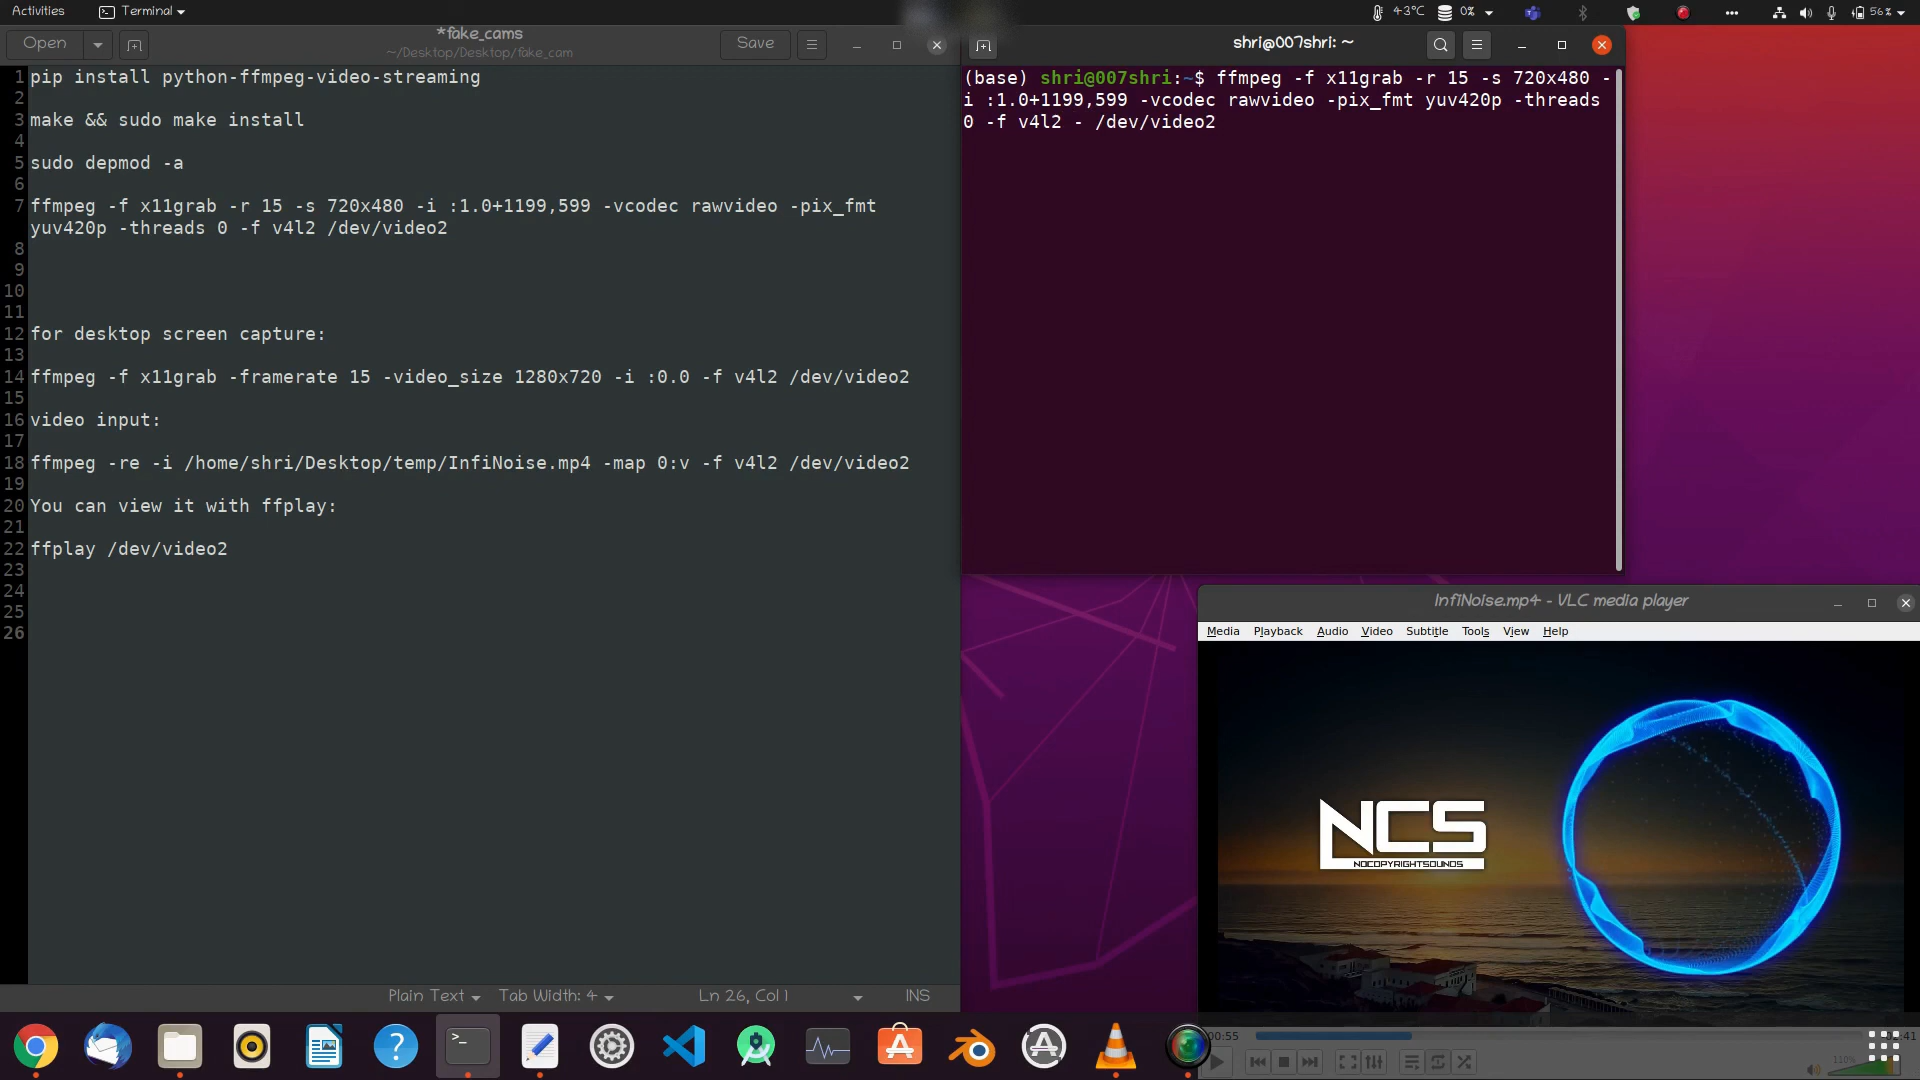 Activities
Terminal
43°C
0%
56%
Open
*fake_cams
~/Desktop/Desktop/fake_cam
Save
1 pip install python-ffmpeg-video-streaming
2
3 make && sudo make install
4
5 sudo depmod -a
6
7 ffmpeg -f x11grab -r 15 -s 720x480 -i :1.0+1199,599 -vcodec rawvideo -pix_fmt
yuv420p -threads 0 -f v4l2 /dev/video2
8
9
10
11
12 for desktop screen capture:
13
14 ffmpeg -f x11grab -framerate 15 -video_size 1280x720 -i :0.0 -f v4l2 /dev/video2
15
16 video input:
17
18 ffmpeg -re -i /home/shri/Desktop/temp/InfiNoise.mp4 -map 0:v -f v4l2 /dev/video2
19
20 You can view it with ffplay:
21
22 ffplay /dev/video2
23
24
25
26
Plain Text
Tab Width: 4
Ln 26, Col 1
INS
shri@007shri: ~
(base) shri@007shri:~$ ffmpeg -f x11grab -r 15 -s 720x480 -
i :1.0+1199,599 -vcodec rawvideo -pix_fmt yuv420p -threads
0 -f v4l2 - /dev/video2
InfiNoise.mp4 - VLC media player
Media Playback Audio Video Subtitle Tools View Help
NCS
NOCOPYRIGHTSOUNDS
00:55
110%